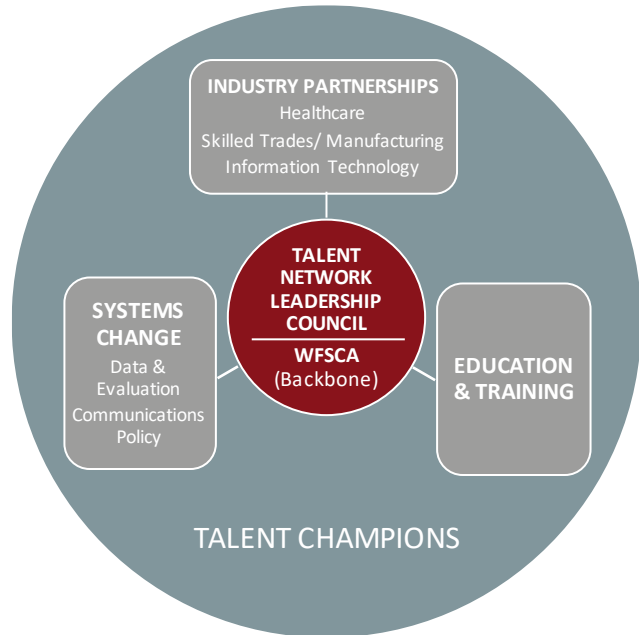 INDUSTRY PARTNERSHIPS
Healthcare
Skilled Trades/ Manufacturing
Information Technology
TALENT
NETWORK
LEADERSHIP
COUNCIL
WFSCA
(Backbone)
SYSTEMS
CHANGE
Data &
Evaluation
Communications
Policy
EDUCATION
& TRAINING
TALENT CHAMPIONS